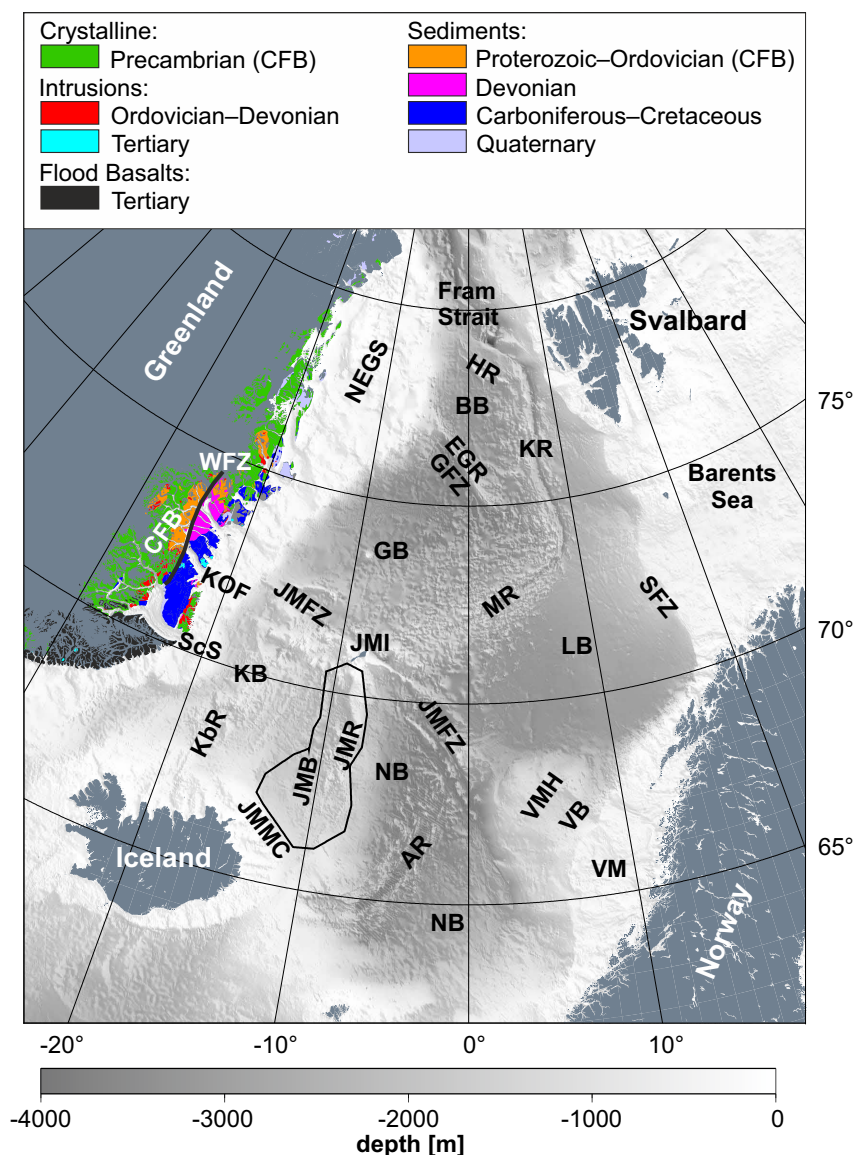 Crystalline:
Precambrian (CFB)
Intrusions:
Ordovician–Devonian
Tertiary
Flood Basalts:
Tertiary
Sediments:
Proterozoic–Ordovician (CFB)
Devonian
Carboniferous–Cretaceous
Quaternary
Greenland
Fram
Strait
Svalbard
NEGS
HR
BB
75°
EGR
GFZ
KR
WFZ
Barents
Sea
CFB
GB
KOF
JMFZ
MR
SFZ
70°
ScS
JMI
LB
KB
KbR
JMFZ
JMR
JMB
NB
VMH
VB
JMMC
Iceland
AR
VM
65°
NB
Norway
-20°
-10°
0°
10°
-4000
-3000
-2000
-1000
0
depth [m]